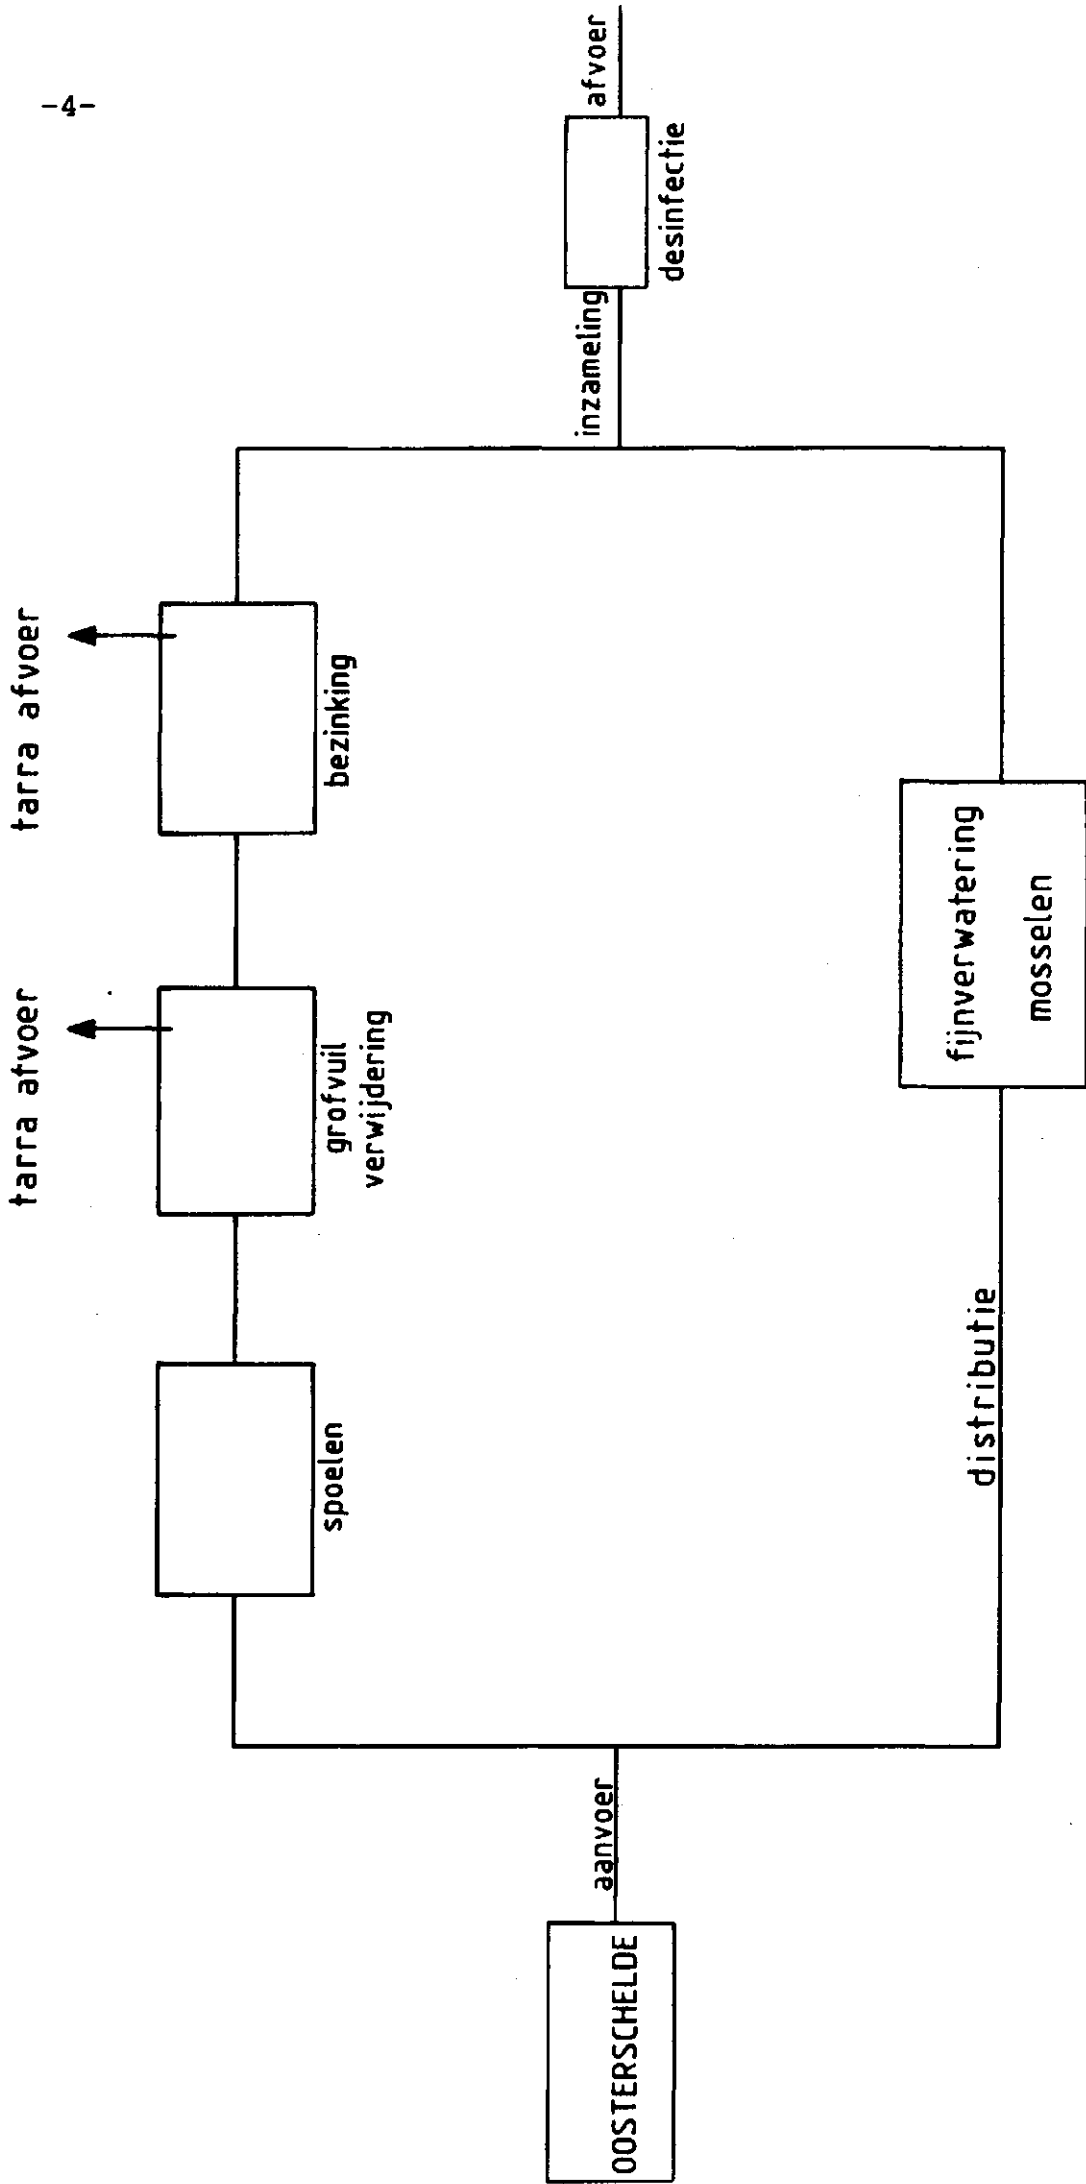 -4-
OOSTERSCHELDE
aanvoer
spoelen
grofvuil
verwijdering
tarra afvoer
bezinking
tarra afvoer
distributie
fijnverwatering
mosselen
inzameling
desinfectie
afvoer